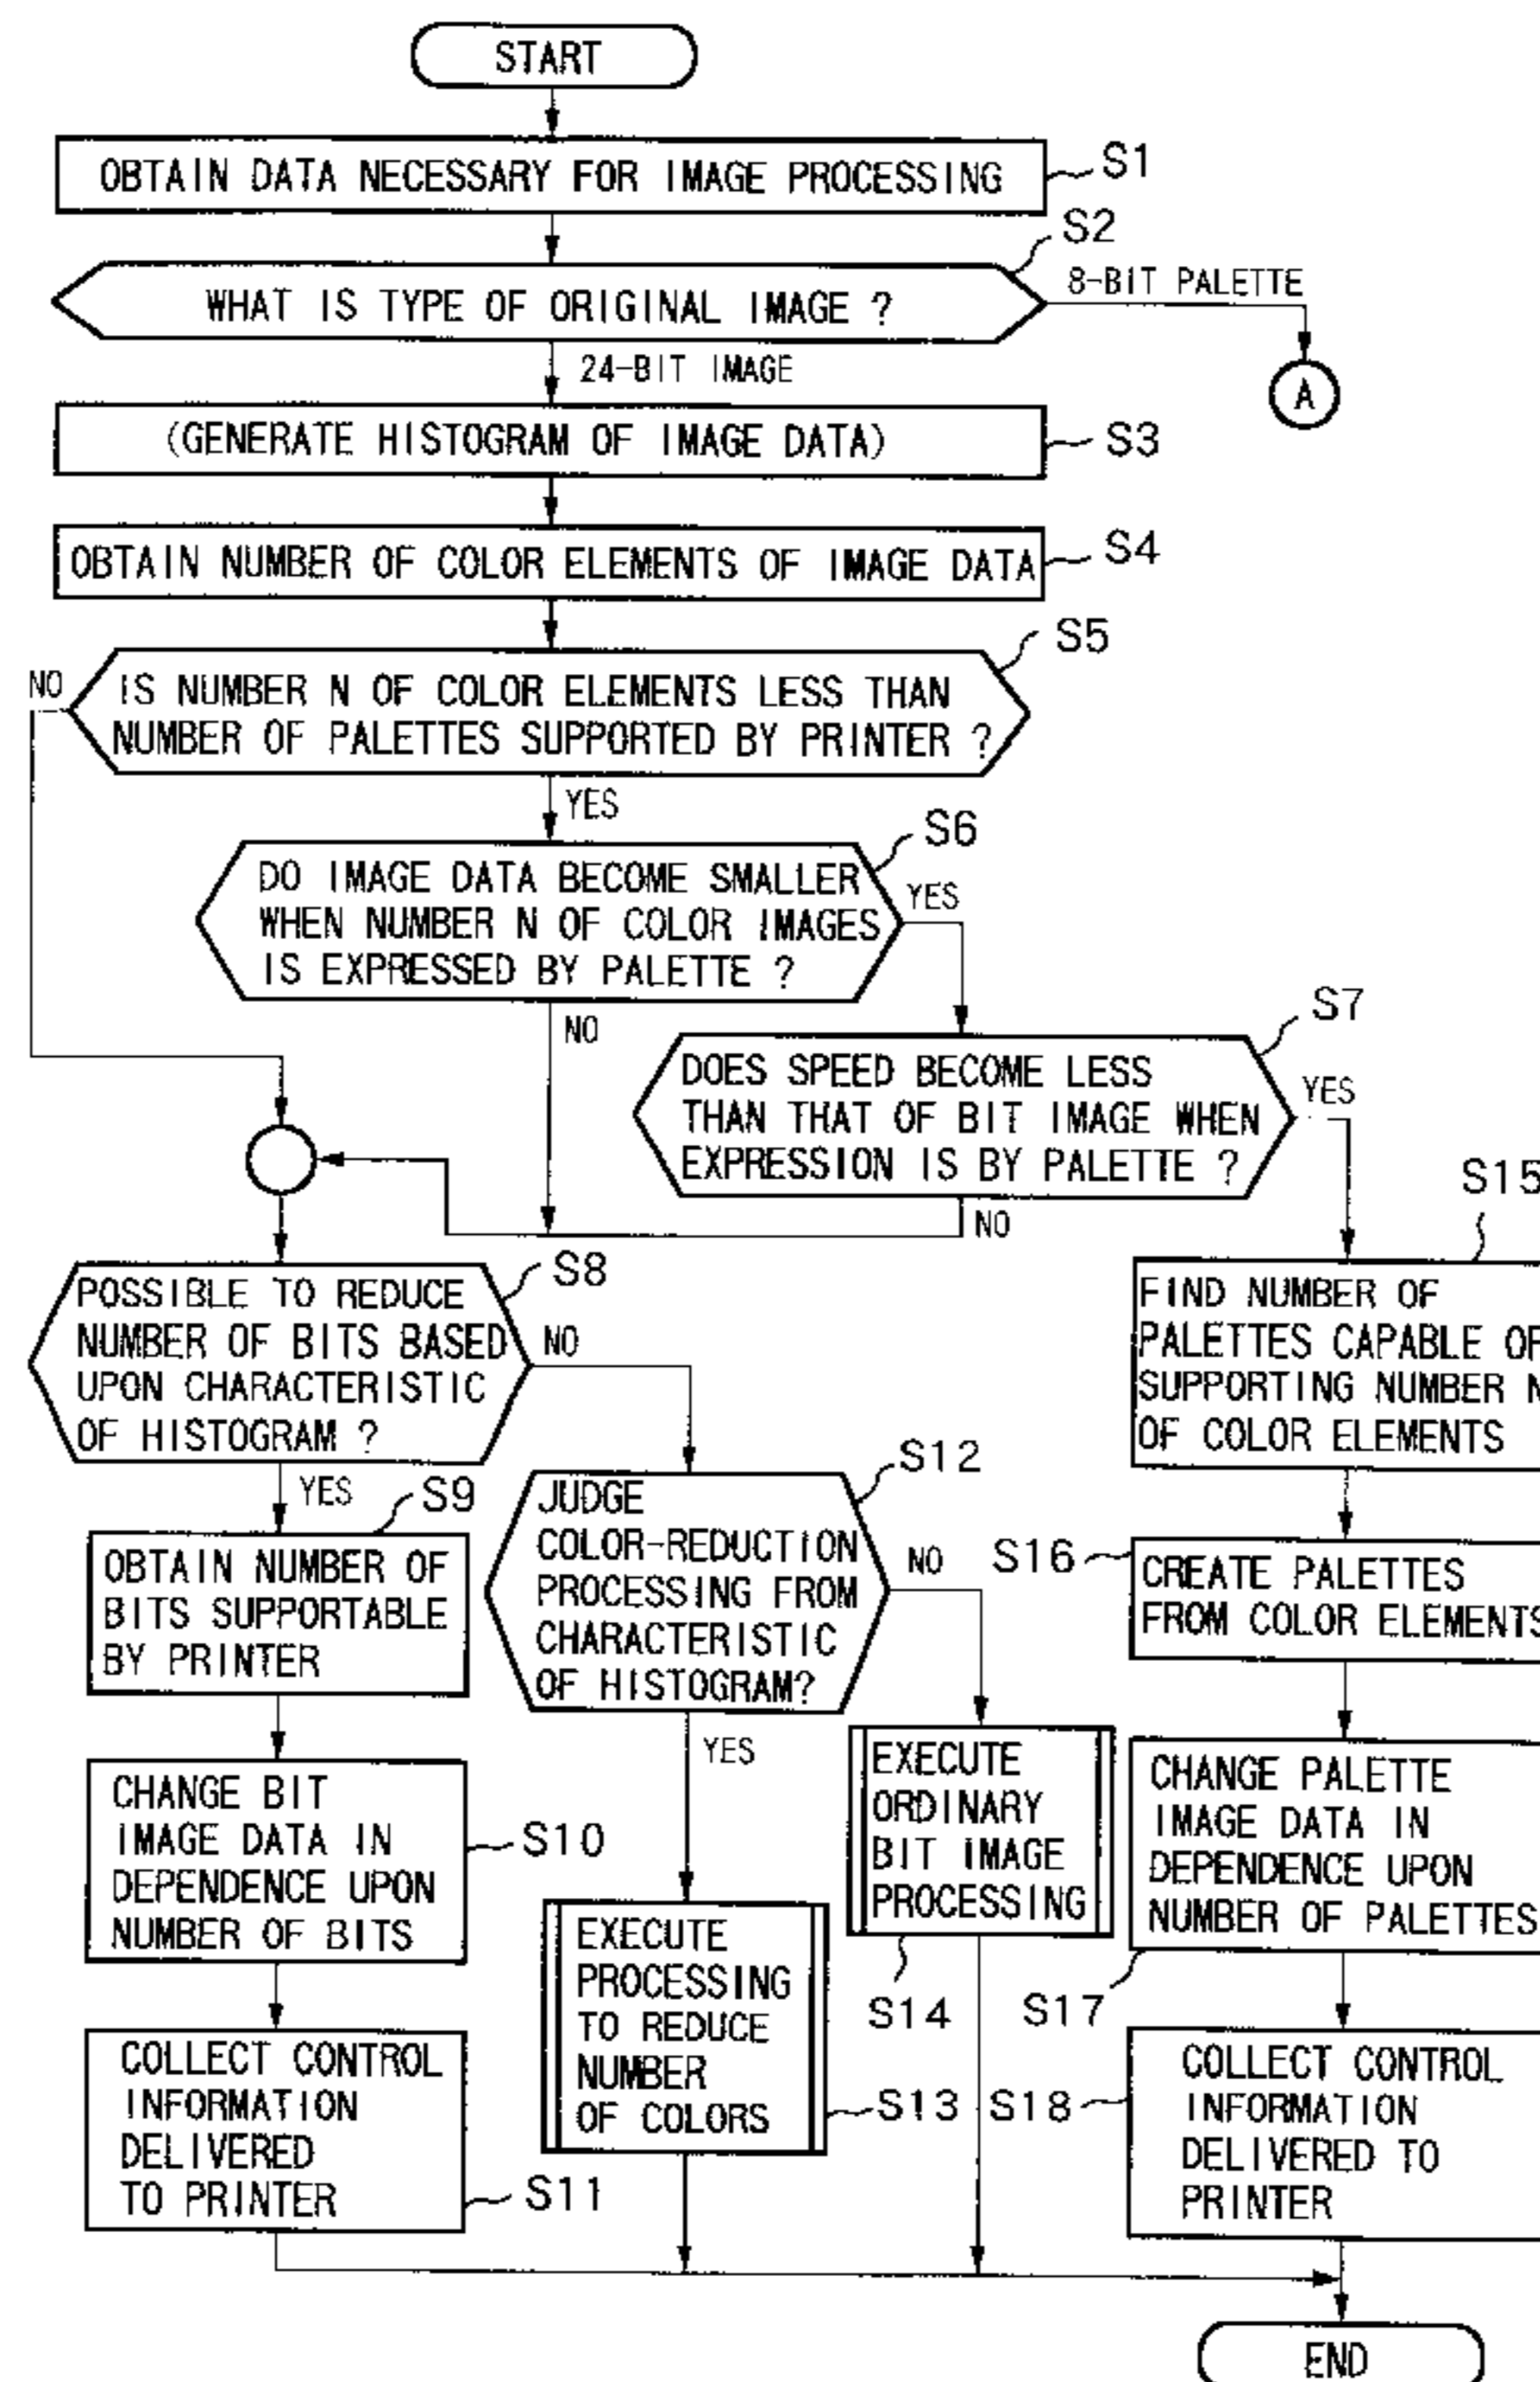 START
OBTAIN DATA NECESSARY FOR IMAGE PROCESSING
S1
S2
WHAT IS TYPE OF ORIGINAL IMAGE ?
8-BIT PALETTE
24-BIT IMAGE
A
(GENERATE HISTOGRAM OF IMAGE DATA)
S3
OBTAIN NUMBER OF COLOR ELEMENTS OF IMAGE DATA
S4
S5
NO
IS NUMBER N OF COLOR ELEMENTS LESS THAN
NUMBER OF PALETTES SUPPORTED BY PRINTER ?
YES
S6
DO IMAGE DATA BECOME SMALLER
WHEN NUMBER N OF COLOR IMAGES
IS EXPRESSED BY PALETTE ?
YES
NO
S7
DOES SPEED BECOME LESS
THAN THAT OF BIT IMAGE WHEN
EXPRESSION IS BY PALETTE ?
YES
NO
S8
POSSIBLE TO REDUCE
NUMBER OF BITS BASED
UPON CHARACTERISTIC
OF HISTOGRAM ?
NO
YES
S15
FIND NUMBER OF
PALETTES CAPABLE OF
SUPPORTING NUMBER N
OF COLOR ELEMENTS
S9
OBTAIN NUMBER OF
BITS SUPPORTABLE
BY PRINTER
S12
JUDGE
COLOR-REDUCTION
PROCESSING FROM
CHARACTERISTIC
OF HISTOGRAM?
NO
YES
S16
CREATE PALETTES
FROM COLOR ELEMENTS
CHANGE BIT
IMAGE DATA IN
DEPENDENCE UPON
NUMBER OF BITS
S10
EXECUTE
ORDINARY
BIT IMAGE
PROCESSING
S14
CHANGE PALETTE
IMAGE DATA IN
DEPENDENCE UPON
NUMBER OF PALETTES
S17
EXECUTE
PROCESSING
TO REDUCE
NUMBER
OF COLORS
S13
COLLECT CONTROL
INFORMATION
DELIVERED
TO PRINTER
S11
S18
COLLECT CONTROL
INFORMATION
DELIVERED TO
PRINTER
END